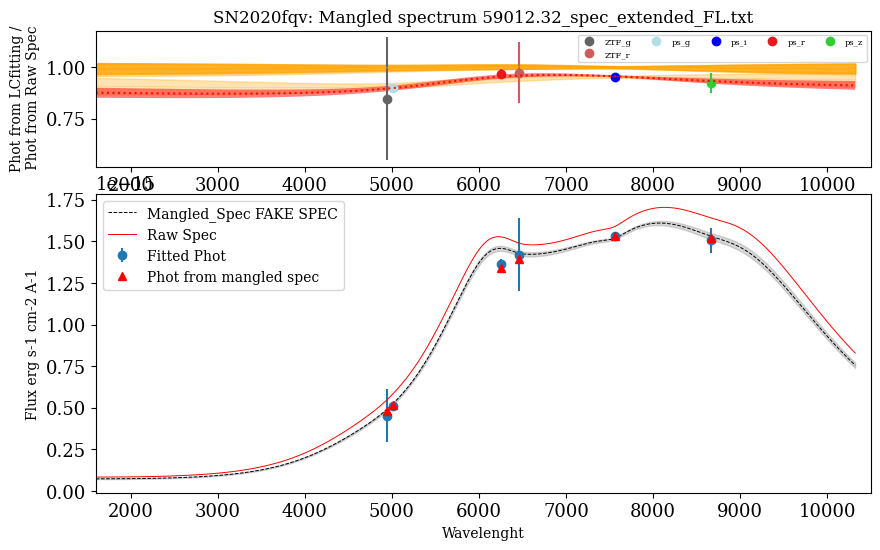 SN2020fqv: Mangled spectrum 59012.32_spec_extended_FL.txt
Phot from LCfitting /
Phot from Raw Spec
1.00
0.75
ZTF_g ps_g ps_i ps_r ps_z
ZTF_r
2000 3000 4000 5000 6000 7000 8000 9000 10000
1e−15
Flux erg s-1 cm-2 A-1
1.75
1.50
1.25
1.00
0.75
0.50
0.25
0.00
Mangled_Spec FAKE SPEC
Raw Spec
Fitted Phot
Phot from mangled spec
2000 3000 4000 5000 6000 7000 8000 9000 10000
Wavelenght